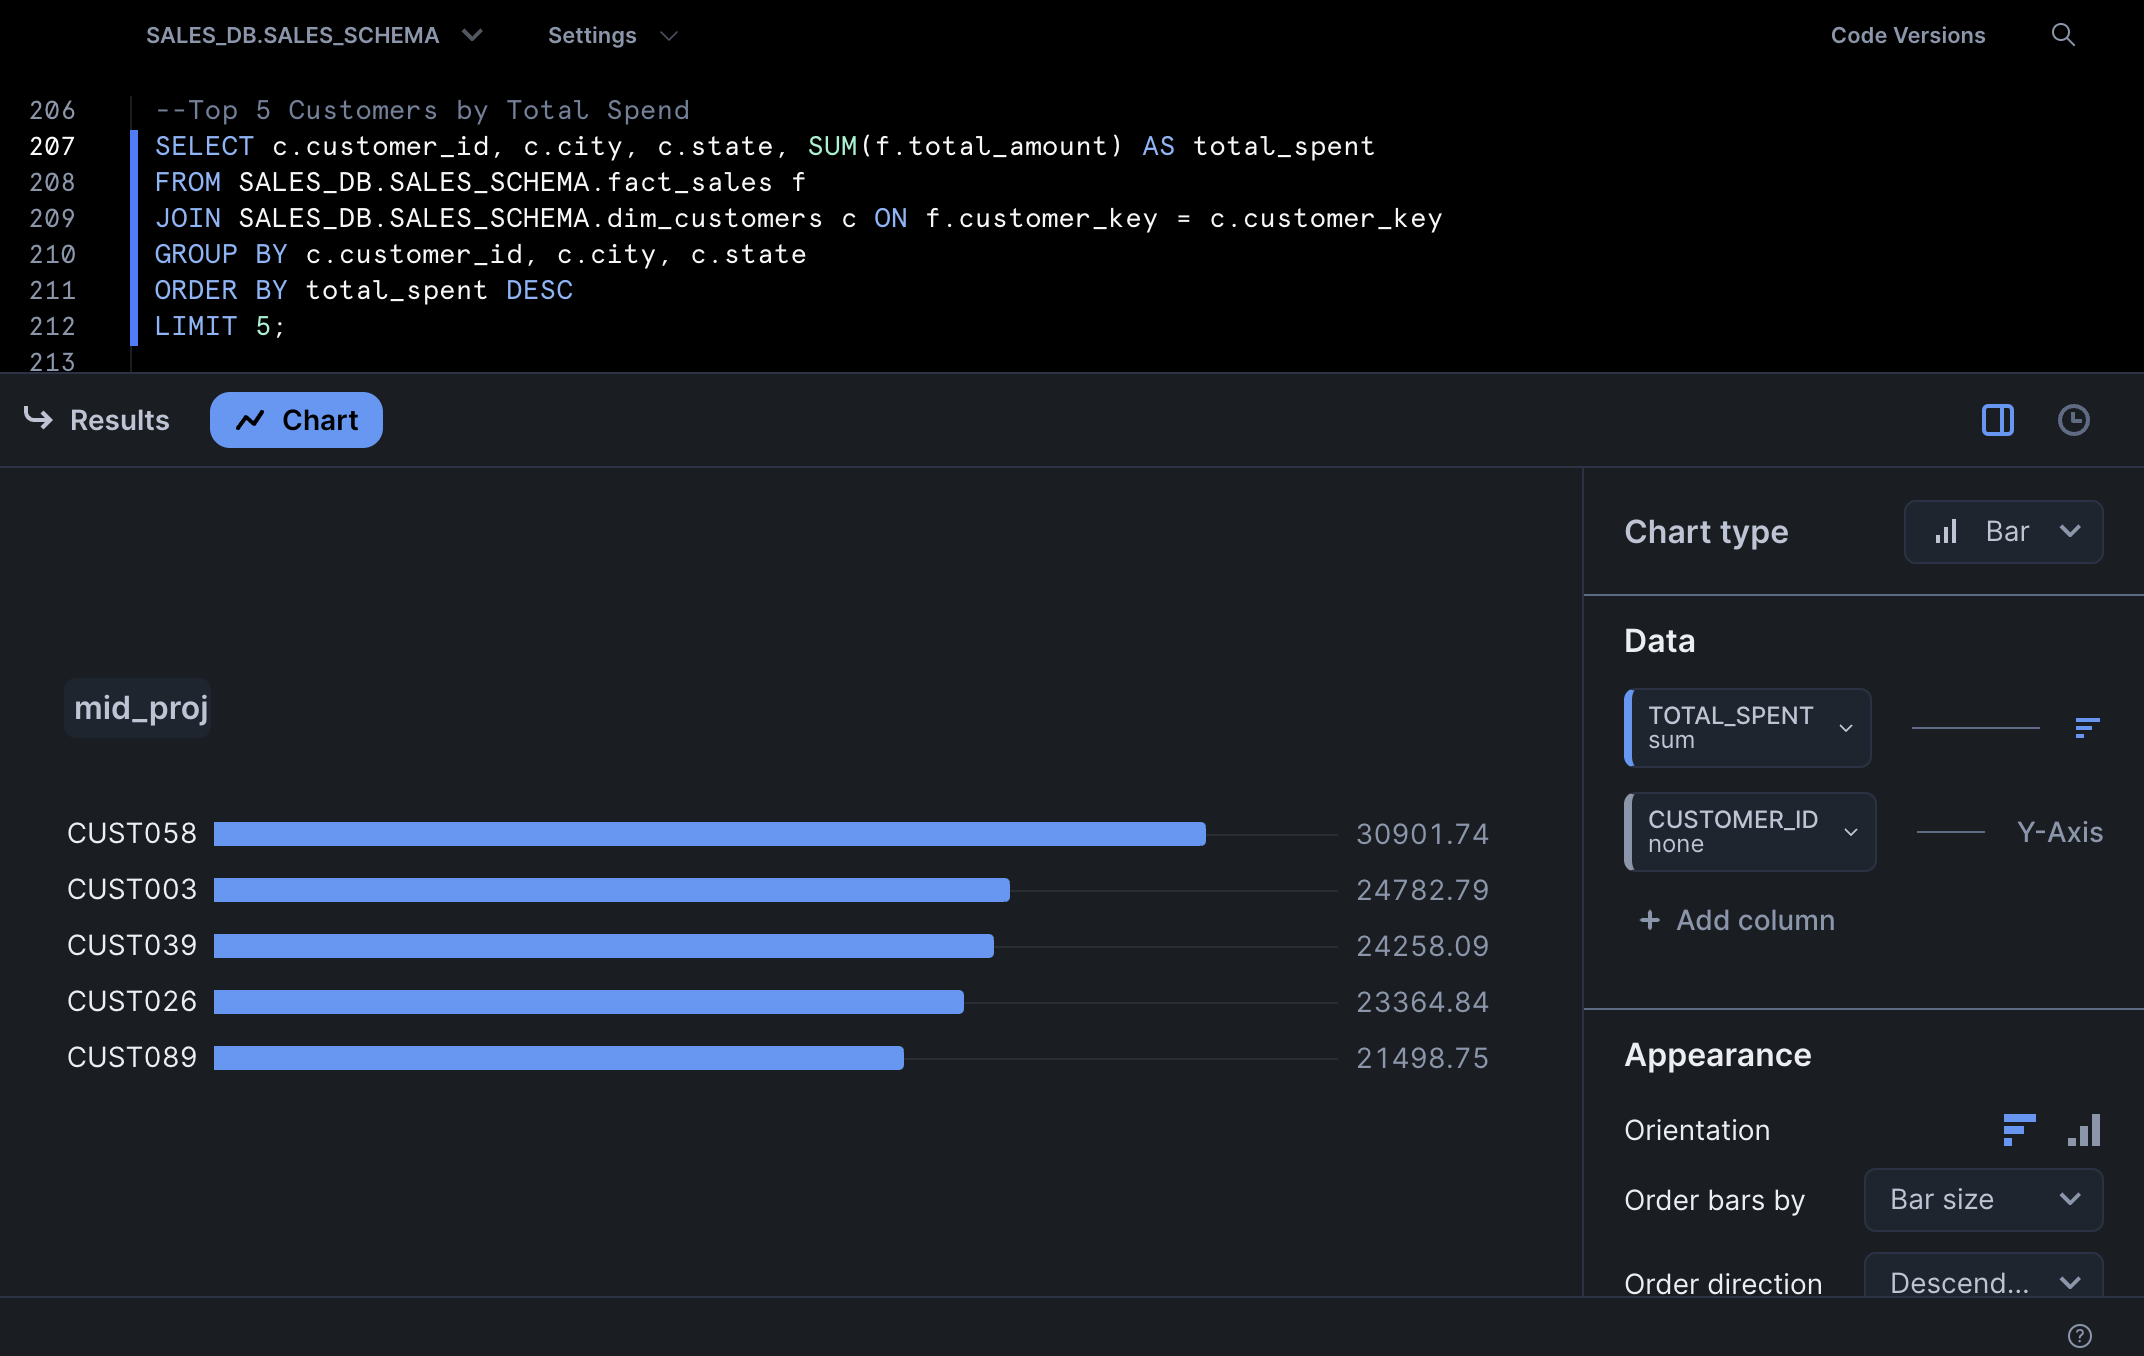 SALES_DB.SALES_SCHEMA Settings Code Versions
206 --Top 5 Customers by Total Spend
207 SELECT c.customer_id, c.city, c.state, SUM(f.total_amount) AS total_spent
208 FROM SALES_DB.SALES_SCHEMA.fact_sales f
209 JOIN SALES_DB.SALES_SCHEMA.dim_customers c ON f.customer_key = c.customer_key
210 GROUP BY c.customer_id, c.city, c.state
211 ORDER BY total_spent DESC
212 LIMIT 5;
213
Results Chart
mid_proj
CUST058 30901.74
CUST003 24782.79
CUST039 24258.09
CUST026 23364.84
CUST089 21498.75
Chart type Bar
Data
TOTAL_SPENT
sum
CUSTOMER_ID
none
Y-Axis
+ Add column
Appearance
Orientation
Order bars by Bar size
Order direction Descend...
?